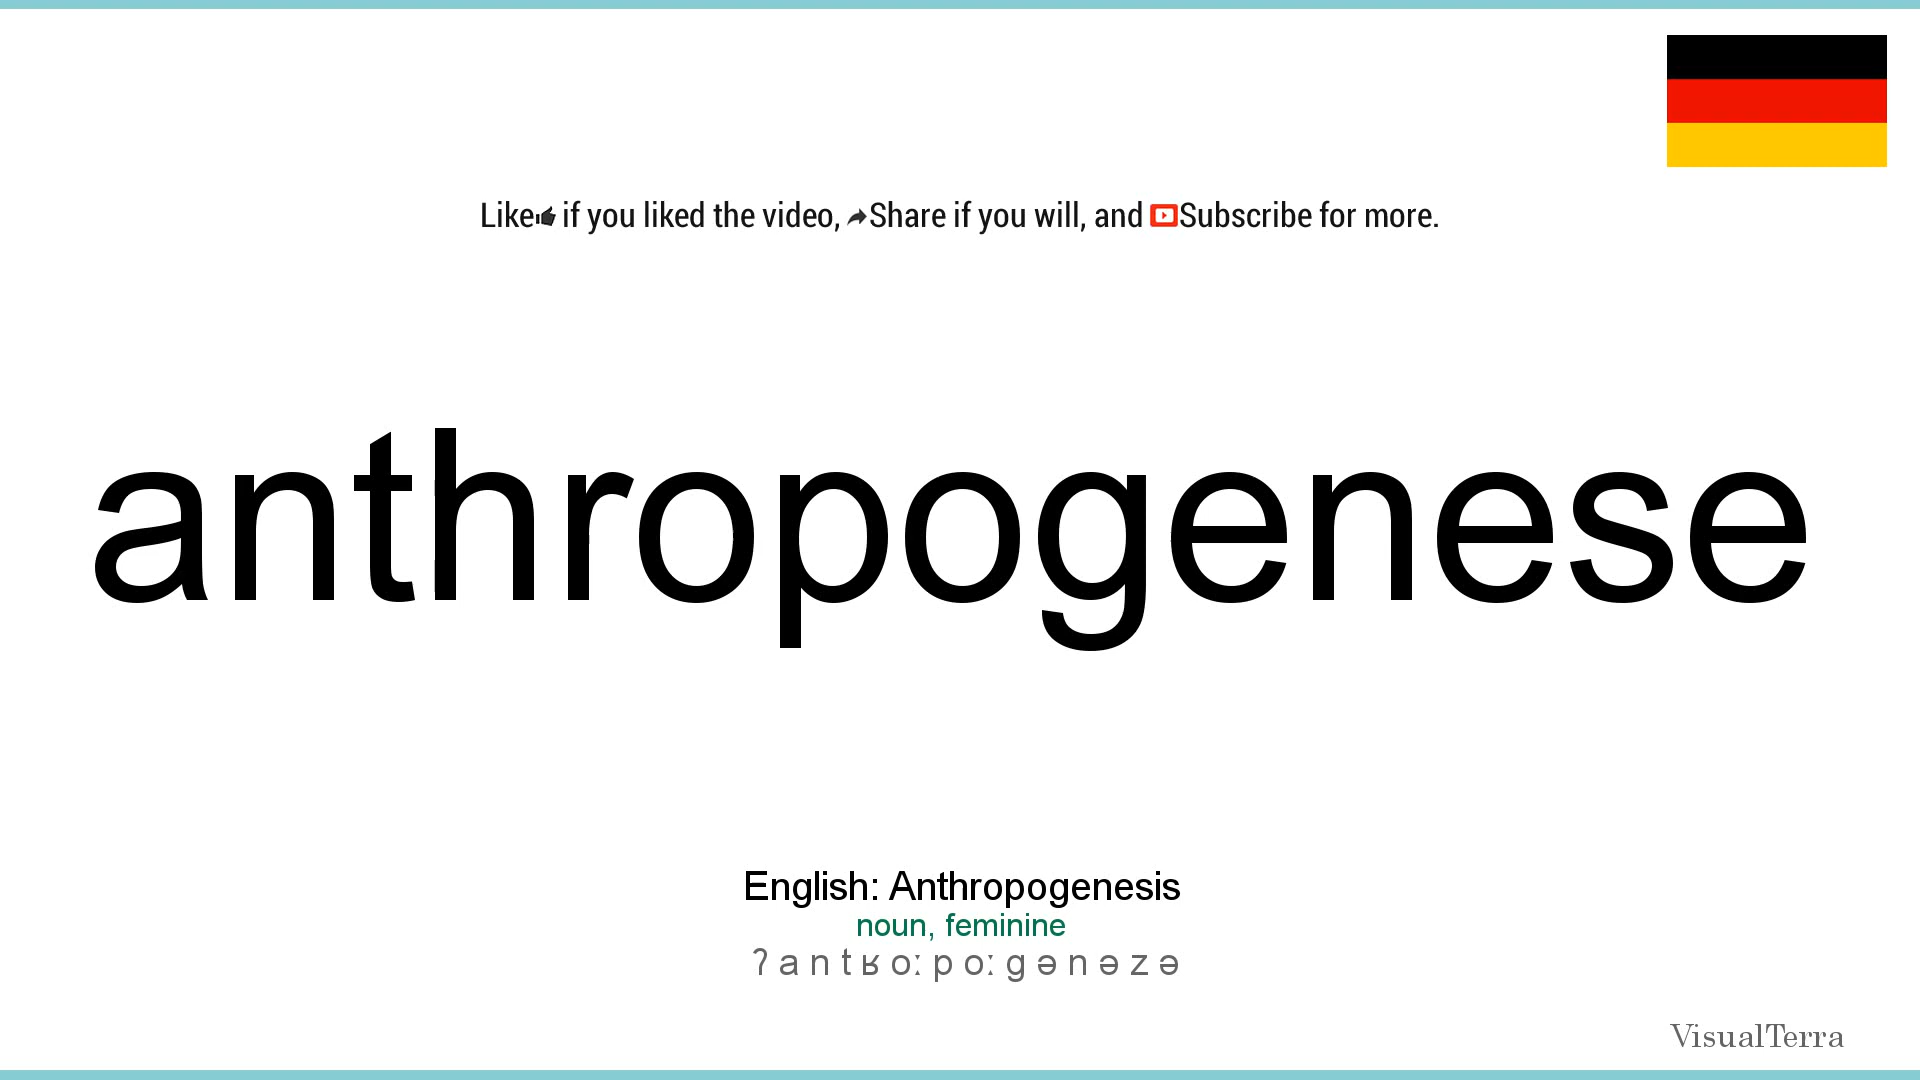 Like if you liked the video, Share if you will, and Subscribe for more.
anthropogenese
English: Anthropogenesis
noun, feminine
ʔ a n t ʁ oː p oː ɡ ə n ə z ə
VisualTerra